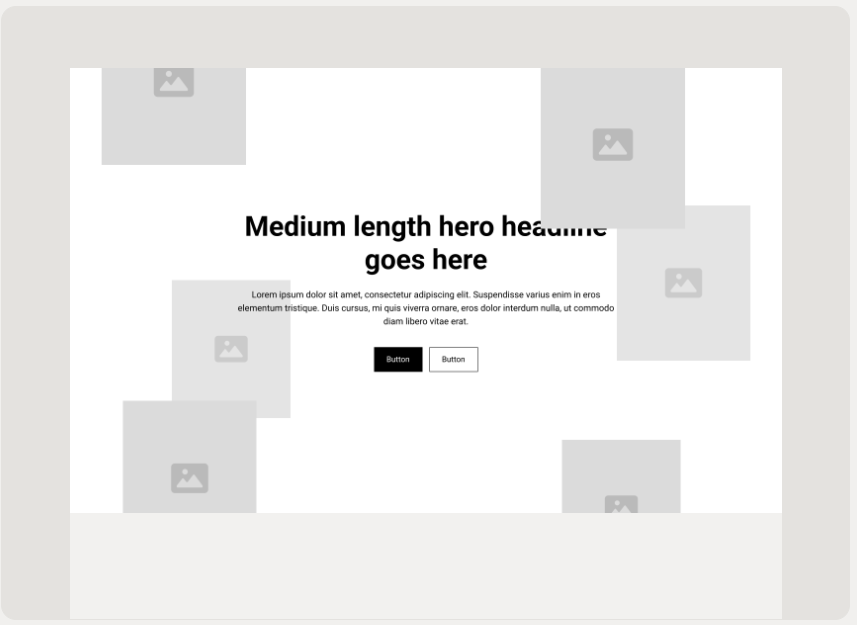 Medium length hero headline
goes here
Lorem ipsum dolor sit amet, consectetur adipiscing elit. Suspendisse varius enim in eros
elementum tristique. Duis cursus, mi quis viverra ornare, eros dolor interdum nulla, ut commodo
diam libero vitae erat.
Button Button